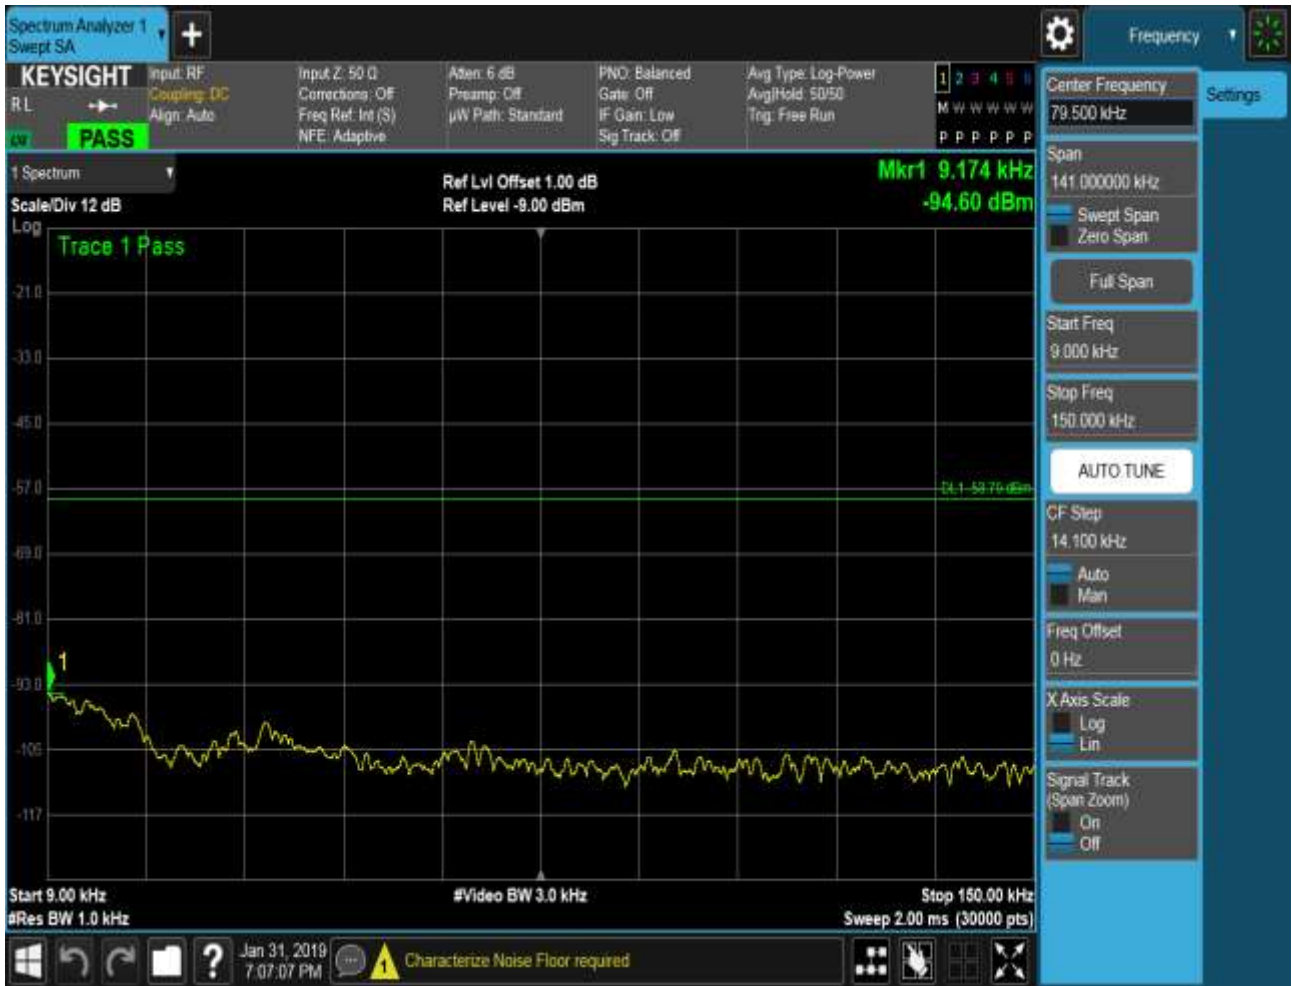 Spectrum Analyzer 1
Swept SA
Frequency
KEYSIGHT
RL
PASS
Input: RF
Coupling: DC
Align: Auto
Input Z: 50 Ω
Corrections: Off
Freq Ref: Int (S)
NFE: Adaptive
Atten: 6 dB
Preamp: Off
µW Path: Standard
PNO: Balanced
Gate: Off
IF Gain: Low
Sig Track: Off
Avg Type: Log-Power
Avg|Hold: 50/50
Trig: Free Run
1 2 3 4 5 6
M W W W W W
P P P P P P
1 Spectrum
Scale/Div 12 dB
Log
Ref Lvl Offset 1.00 dB
Ref Level -9.00 dBm
Mkr1 9.174 kHz
-94.60 dBm
Trace 1 Pass
-21.0
-33.0
-45.0
-57.0
DL1 -58.79 dBm
-69.0
-81.0
1
-93.0
-105
-117
Start 9.00 kHz
#Res BW 1.0 kHz
#Video BW 3.0 kHz
Stop 150.00 kHz
Sweep 2.00 ms (30000 pts)
Center Frequency
79.500 kHz
Span
141.000000 kHz
Swept Span
Zero Span
Full Span
Start Freq
9.000 kHz
Stop Freq
150.000 kHz
AUTO TUNE
CF Step
14.100 kHz
Auto
Man
Freq Offset
0 Hz
X Axis Scale
Log
Lin
Signal Track
(Span Zoom)
On
Off
Settings
?
Jan 31, 2019
7:07:07 PM
1
Characterize Noise Floor required